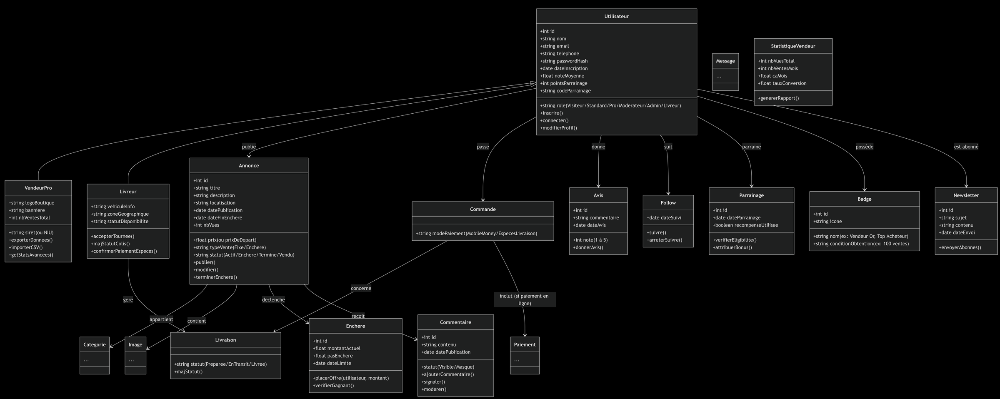 Utilisateur
+int id
+string nom
+string email
+string telephone
+string passwordHash
+date dateInscription
+float noteMoyenne
+int pointsParrainage
+string codeParrainage
+string role(Visiteur/Standard/Pro/Moderateur/Admin/Livreur)
+inscrire()
+connecter()
+modifierProfil()
Message
...
StatistiqueVendeur
+int nbVuesTotal
+int nbVentesMois
+float caMois
+float tauxConversion
+genererRapport()
publie
passe
donne
suit
parraine
possède
est abonné
VendeurPro
+string logoBoutique
+string banniere
+int nbVentesTotal
+string siret(ou NIU)
+exporterDonnees()
+importerCSV()
+getStatsAvancees()
Livreur
+string vehiculeInfo
+string zoneGeographique
+string statutDisponibilite
+accepterTournee()
+majStatutColis()
+confirmerPaiementEspeces()
Annonce
+int id
+string titre
+string description
+string localisation
+date datePublication
+date dateFinEnchere
+int nbVues
+float prix(ou prixDeDepart)
+string typeVente(Fixe/Enchere)
+string statut(Actif/Enchere/Termine/Vendu)
+publier()
+modifier()
+terminerEnchere()
Commande
+string modePaiement(MobileMoney/EspecesLivraison)
Avis
+int id
+string commentaire
+date dateAvis
+int note(1 à 5)
+donnerAvis()
Follow
+date dateSuivi
+suivre()
+arreterSuivre()
Parrainage
+int id
+date dateParrainage
+boolean recompenseUtilisee
+verifierEligibilite()
+attribuerBonus()
Badge
+int id
+string icone
+string nom(ex: Vendeur Or, Top Acheteur)
+string conditionObtention(ex: 100 ventes)
Newsletter
+int id
+string sujet
+string contenu
+date dateEnvoi
+envoyerAbonnes()
gere
appartient
contient
declenche
recoit
concerne
inclut (si paiement en
ligne)
Categorie
...
Image
...
Livraison
+string statut(Preparee/EnTransit/Livree)
+majStatut()
Enchere
+int id
+float montantActuel
+float pasEnchere
+date dateLimite
+placerOffre(utilisateur, montant)
+verifierGagnant()
Commentaire
+int id
+string contenu
+date datePublication
+statut(Visible/Masque)
+ajouterCommentaire()
+signaler()
+moderer()
Paiement
...